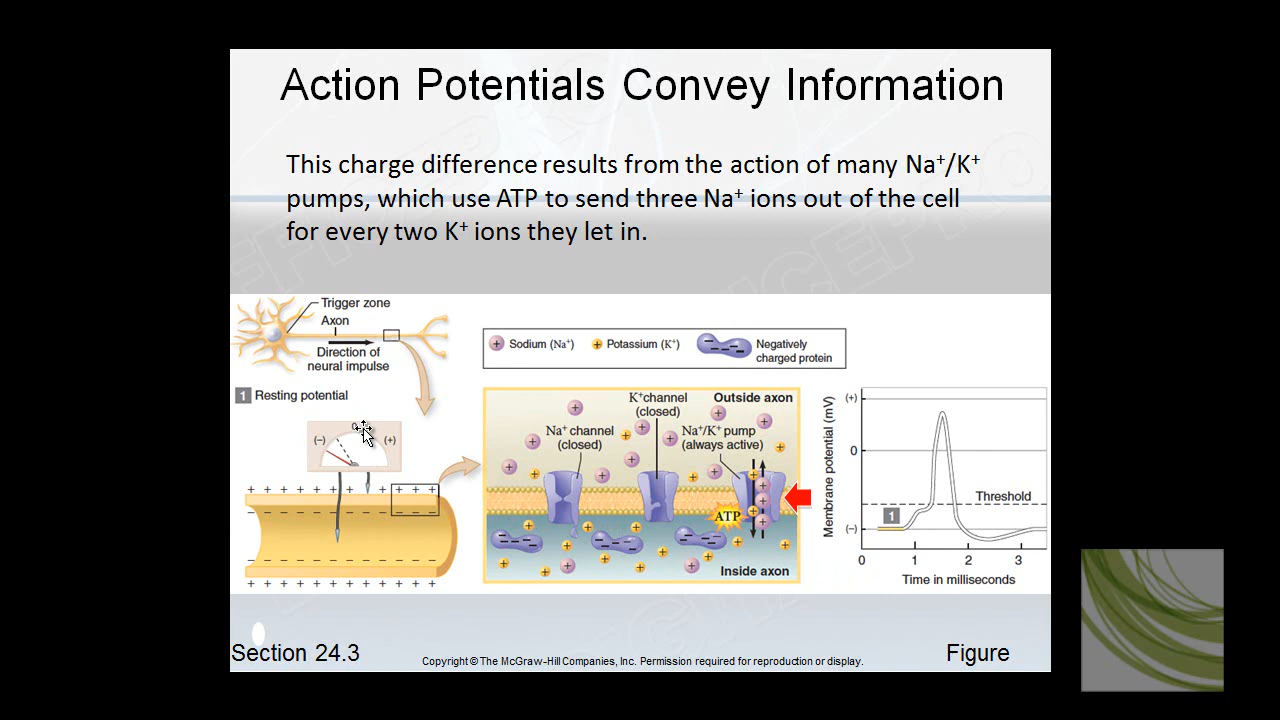 Action Potentials Convey Information
This charge difference results from the action of many Na⁺/K⁺
pumps, which use ATP to send three Na⁺ ions out of the cell
for every two K⁺ ions they let in.
Trigger zone
Axon
Direction of
neural impulse
1 Resting potential
(–)
(+)
Sodium (Na⁺)
Potassium (K⁺)
Negatively
charged protein
K⁺channel
(closed)
Outside axon
Na⁺ channel
(closed)
Na⁺/K⁺ pump
(always active)
ATP
Inside axon
Membrane potential (mV)
(+)
0
(–)
Threshold
1
0 1 2 3
Time in milliseconds
Section 24.3
Copyright © The McGraw-Hill Companies, Inc. Permission required for reproduction or display.
Figure